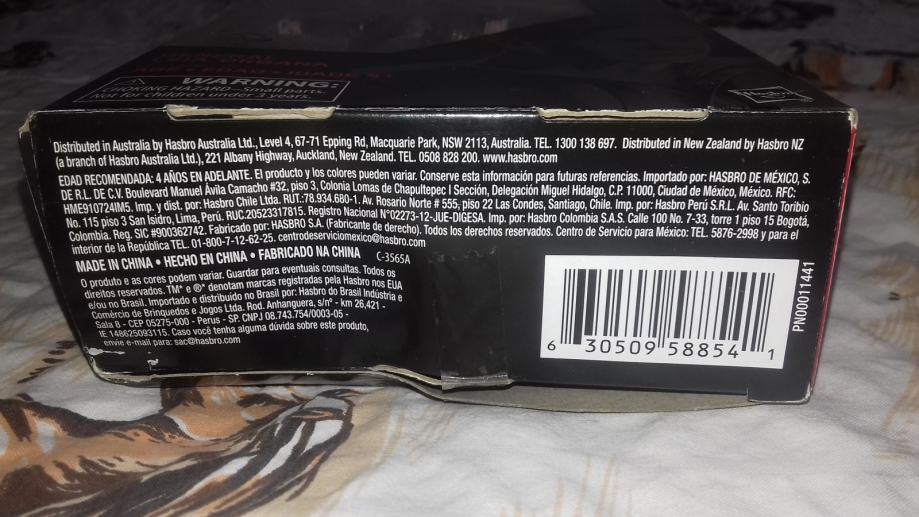 WARNING:
CHOKING HAZARD—Small parts.
Not for children under 3 years.
Distributed in Australia by Hasbro Australia Ltd., Level 4, 67-71 Epping Rd, Macquarie Park, NSW 2113, Australia. TEL. 1300 138 697. Distributed in New Zealand by Hasbro NZ
(a branch of Hasbro Australia Ltd.), 221 Albany Highway, Auckland, New Zealand. TEL. 0508 828 200. www.hasbro.com
EDAD RECOMENDADA: 4 AÑOS EN ADELANTE. El producto y los colores pueden variar. Conserve esta información para futuras referencias. Importado por: HASBRO DE MÉXICO, S.
DE R.L. DE C.V. Boulevard Manuel Ávila Camacho #32, piso 3, Colonia Lomas de Chapultepec I Sección, Delegación Miguel Hidalgo, C.P. 11000, Ciudad de México, México. RFC:
HME910724IM5. Imp. y dist. por: Hasbro Chile Ltda. RUT.:78.934.680-1. Av. Rosario Norte # 555; piso 22 Las Condes, Santiago, Chile. Imp. por: Hasbro Perú S.R.L. Av. Santo Toribio
No. 115 piso 3 San Isidro, Lima, Perú. RUC.20523317815. Registro Nacional N°02273-12-JUE-DIGESA. Imp. por: Hasbro Colombia S.A.S. Calle 100 No. 7-33, torre 1 piso 15 Bogotá,
Colombia. Reg. SIC #900362742. Fabricado por: HASBRO S.A. (Fabricante de derecho). Todos los derechos reservados. Centro de Servicio para México: TEL. 5876-2998 y para el
interior de la República TEL. 01-800-7-12-62-25. centrodeserviciomexico@hasbro.com
MADE IN CHINA • HECHO EN CHINA • FABRICADO NA CHINA C-3565A
O produto e as cores podem variar. Guardar para eventuais consultas. Todos os
direitos reservados. TM* e ®* denotam marcas registradas pela Hasbro nos EUA
e/ou no Brasil. Importado e distribuído no Brasil por: Hasbro do Brasil Indústria e
Comércio de Brinquedos e Jogos Ltda. Rod. Anhanguera, s/nº - km 26,421 -
Sala 8 - CEP 05275-000 - Perus - SP. CNPJ 08.743.754/0003-05 -
IE 148625093115. Caso você tenha alguma dúvida sobre este produto,
envie e-mail para: sac@hasbro.com
6 30509 58854 1
PN00011441